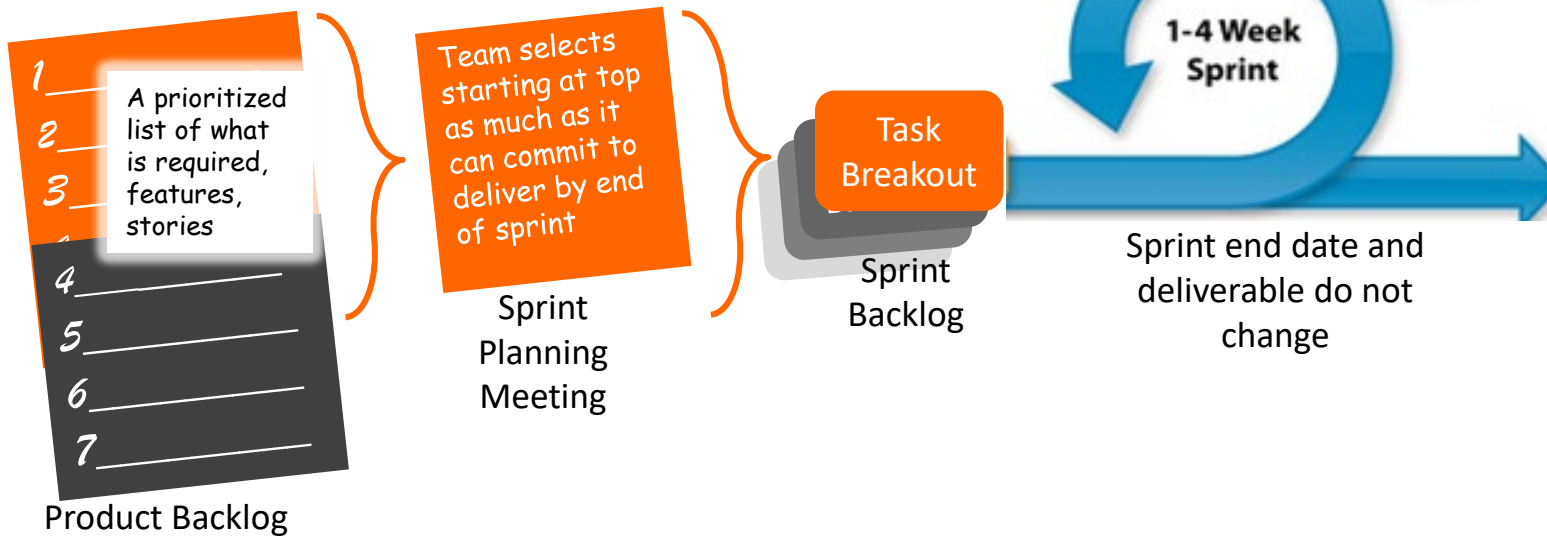 1
2
3
A prioritized
list of what
is required,
features,
stories
4
5
6
7
Product Backlog
Team selects
starting at top
as much as it
can commit to
deliver by end
of sprint
Sprint
Planning
Meeting
Task
Breakout
Sprint
Backlog
1-4 Week
Sprint
Sprint end date and
deliverable do not
change